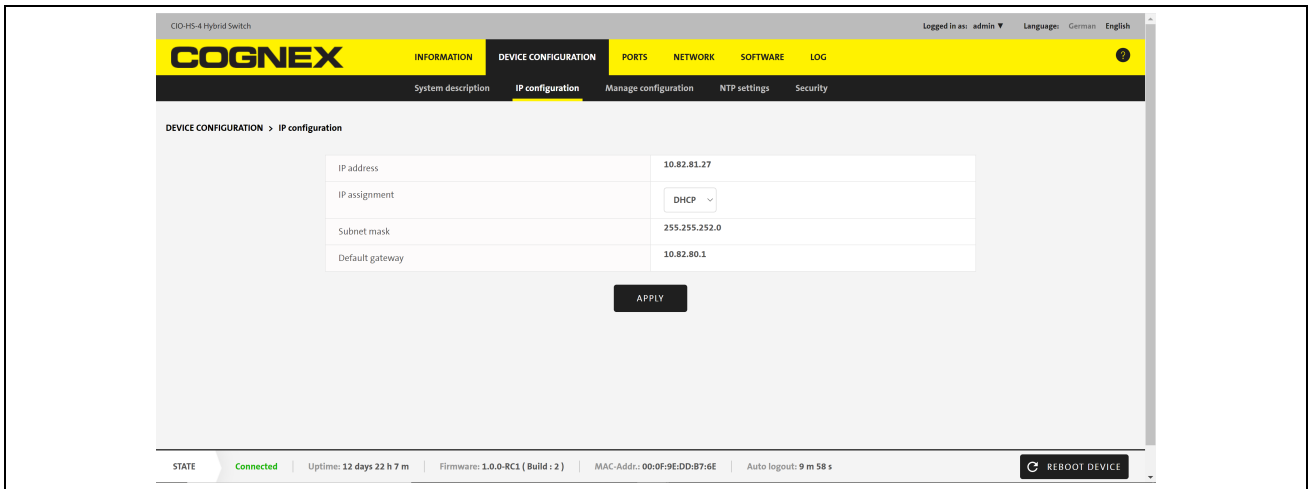 CIO-HS-4 Hybrid Switch Logged in as: admin ▼ Language: German English
COGNEX INFORMATION DEVICE CONFIGURATION PORTS NETWORK SOFTWARE LOG ?
System description IP configuration Manage configuration NTP settings Security
DEVICE CONFIGURATION > IP configuration
IP address 10.82.81.27
IP assignment DHCP
Subnet mask 255.255.252.0
Default gateway 10.82.80.1
APPLY
STATE Connected Uptime: 12 days 22 h 7 m Firmware: 1.0.0-RC1 ( Build : 2 ) MAC-Addr.: 00:0F:9E:DD:B7:6E Auto logout: 9 m 58 s REBOOT DEVICE